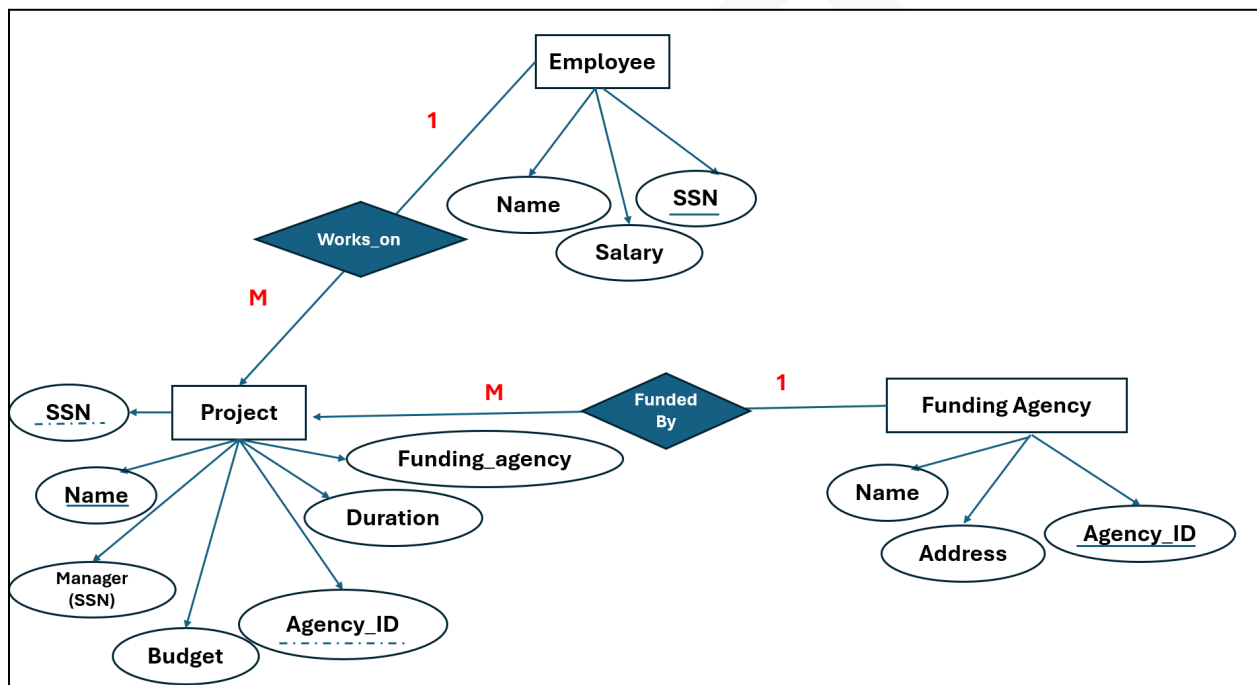 Employee
1
Name
SSN
Salary
Works_on
M
SSN
Project
M
Funded
By
1
Funding Agency
Name
Funding_agency
Duration
Manager
(SSN)
Budget
Agency_ID
Name
Address
Agency_ID